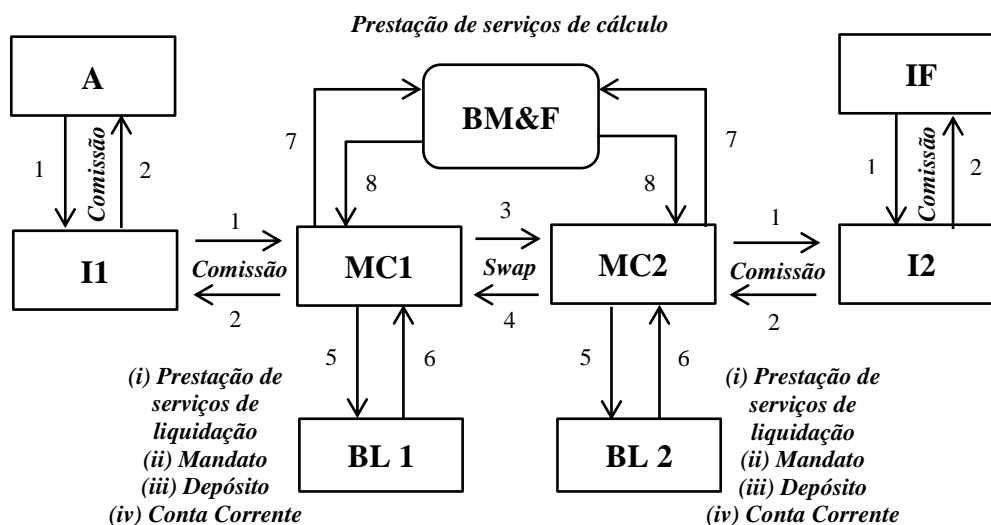 Prestação de serviços de cálculo
A
IF
BM&F
1
Comissão
2
7
7
1
Comissão
2
8
8
I1
1
Comissão
2
MC1
3
Swap
4
MC2
1
Comissão
2
I2
5
6
5
6
(i) Prestação de
serviços de
liquidação
(ii) Mandato
(iii) Depósito
(iv) Conta Corrente
BL 1
BL 2
(i) Prestação de
serviços de
liquidação
(ii) Mandato
(iii) Depósito
(iv) Conta Corrente